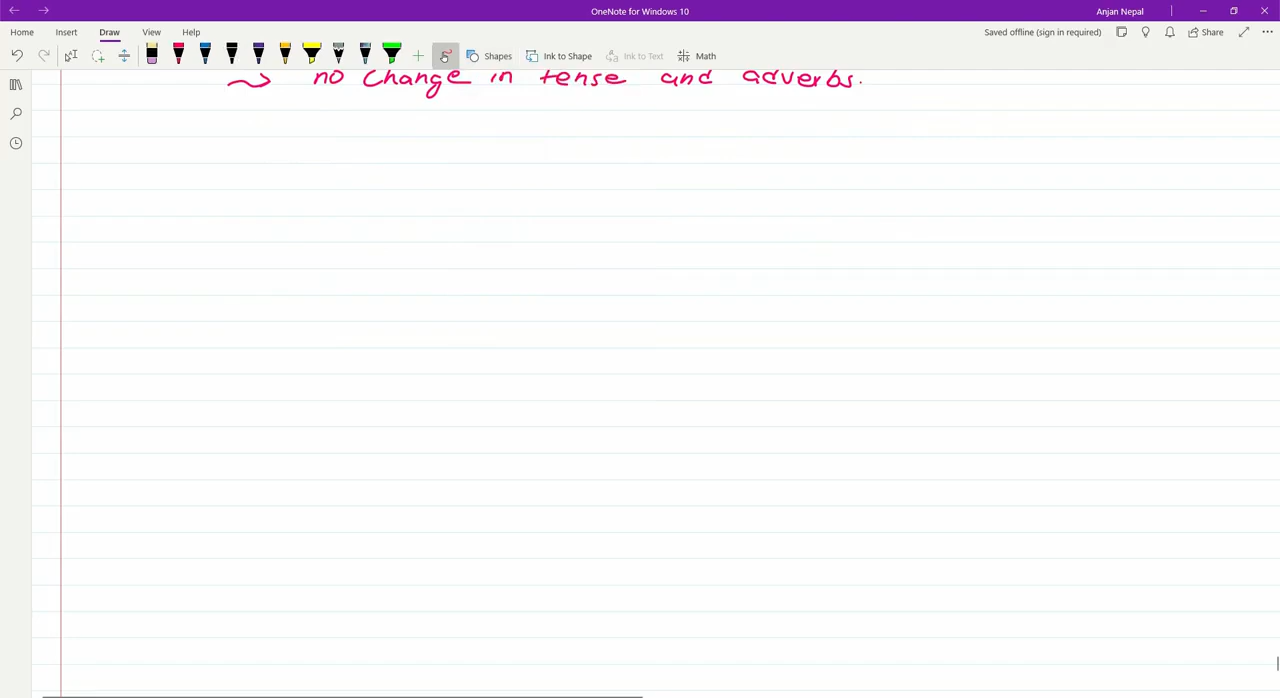 OneNote for Windows 10
Anjan Nepal
Home Insert Draw View Help
Saved offline (sign in required)
Share
Shapes Ink to Shape Ink to Text Math
no change in tense and adverbs.